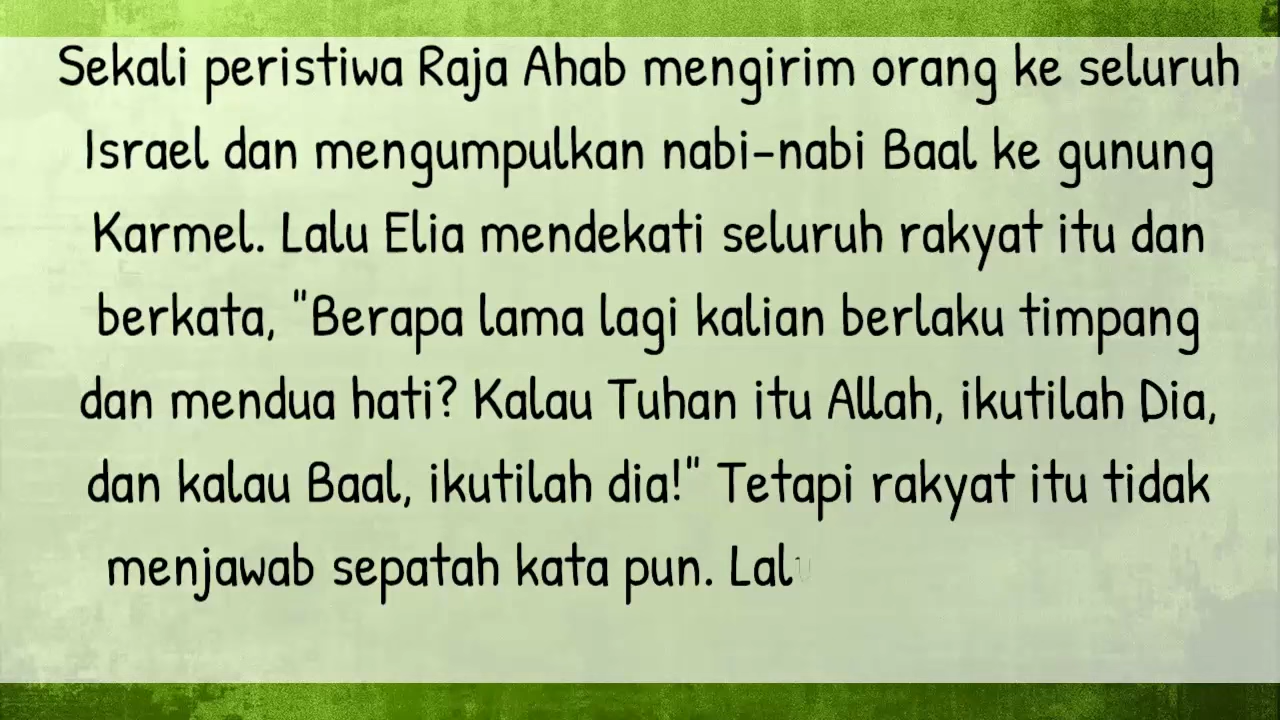 Sekali peristiwa Raja Ahab mengirim orang ke seluruh
Israel dan mengumpulkan nabi-nabi Baal ke gunung
Karmel. Lalu Elia mendekati seluruh rakyat itu dan
berkata, "Berapa lama lagi kalian berlaku timpang
dan mendua hati? Kalau Tuhan itu Allah, ikutilah Dia,
dan kalau Baal, ikutilah dia!" Tetapi rakyat itu tidak
menjawab sepatah kata pun. Lalu